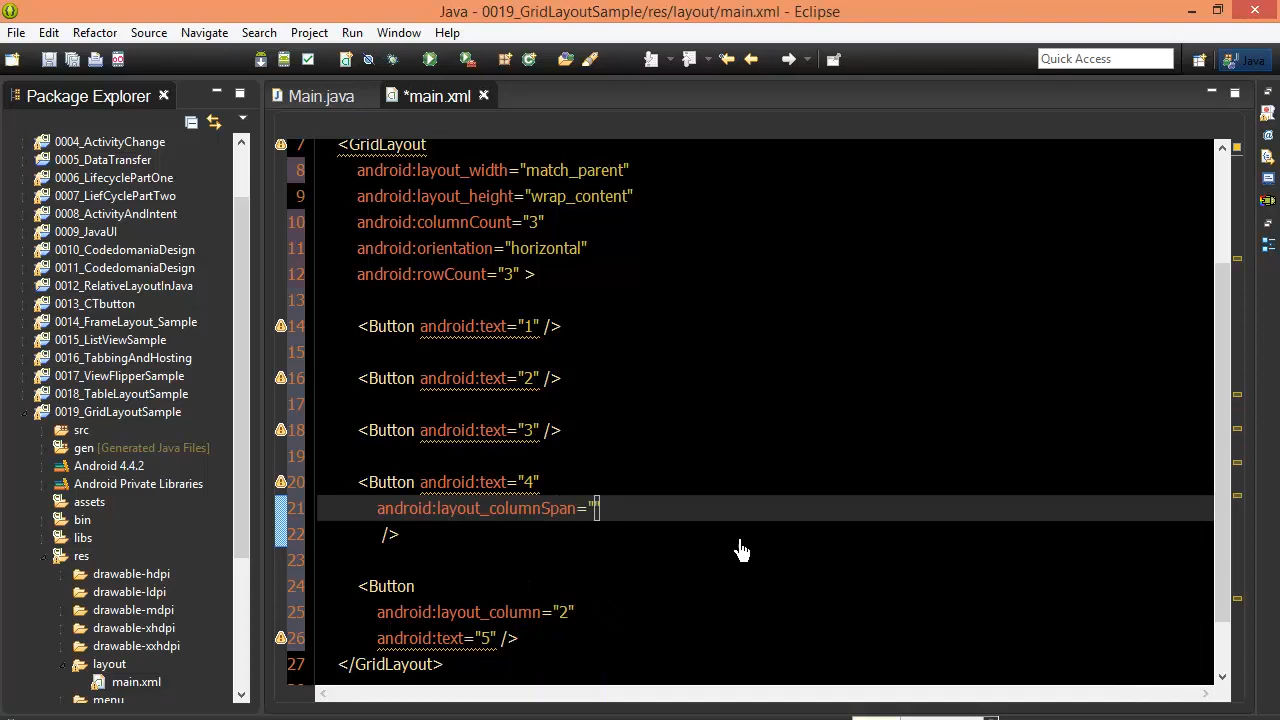 Java - 0019_GridLayoutSample/res/layout/main.xml - Eclipse
File Edit Refactor Source Navigate Search Project Run Window Help
Quick Access
Java
Package Explorer
Main.java
*main.xml
0004_ActivityChange
0005_DataTransfer
0006_LifecyclePartOne
0007_LiefCyclePartTwo
0008_ActivityAndIntent
0009_JavaUI
0010_CodedomaniaDesign
0011_CodedomaniaDesign
0012_RelativeLayoutInJava
0013_CTbutton
0014_FrameLayout_Sample
0015_ListViewSample
0016_TabbingAndHosting
0017_ViewFlipperSample
0018_TableLayoutSample
0019_GridLayoutSample
src
gen [Generated Java Files]
Android 4.4.2
Android Private Libraries
assets
bin
libs
res
drawable-hdpi
drawable-ldpi
drawable-mdpi
drawable-xhdpi
drawable-xxhdpi
layout
main.xml
menu
7 <GridLayout
8 android:layout_width="match_parent"
9 android:layout_height="wrap_content"
10 android:columnCount="3"
11 android:orientation="horizontal"
12 android:rowCount="3" >
13
14 <Button android:text="1" />
15
16 <Button android:text="2" />
17
18 <Button android:text="3" />
19
20 <Button android:text="4"
21 android:layout_columnSpan=""
22 />
23
24 <Button
25 android:layout_column="2"
26 android:text="5" />
27 </GridLayout>